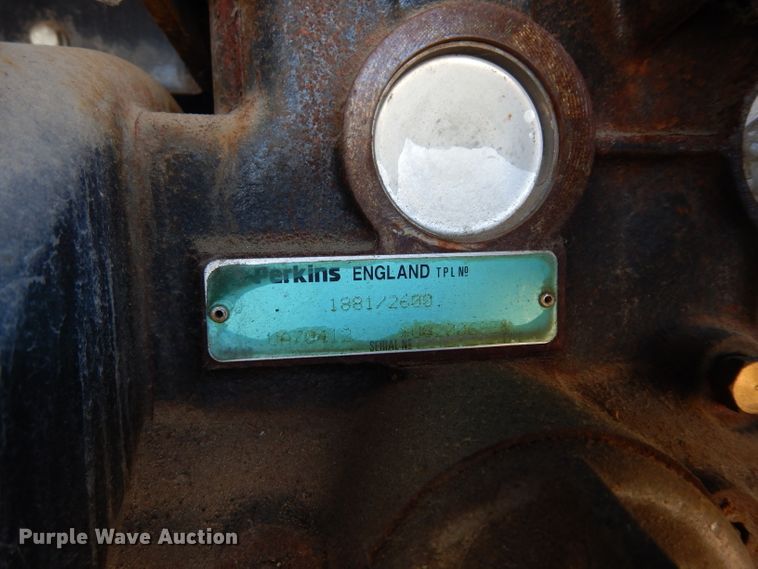 Perkins ENGLAND TPL Nº
1881/2600
SERIAL Nº
Purple Wave Auction